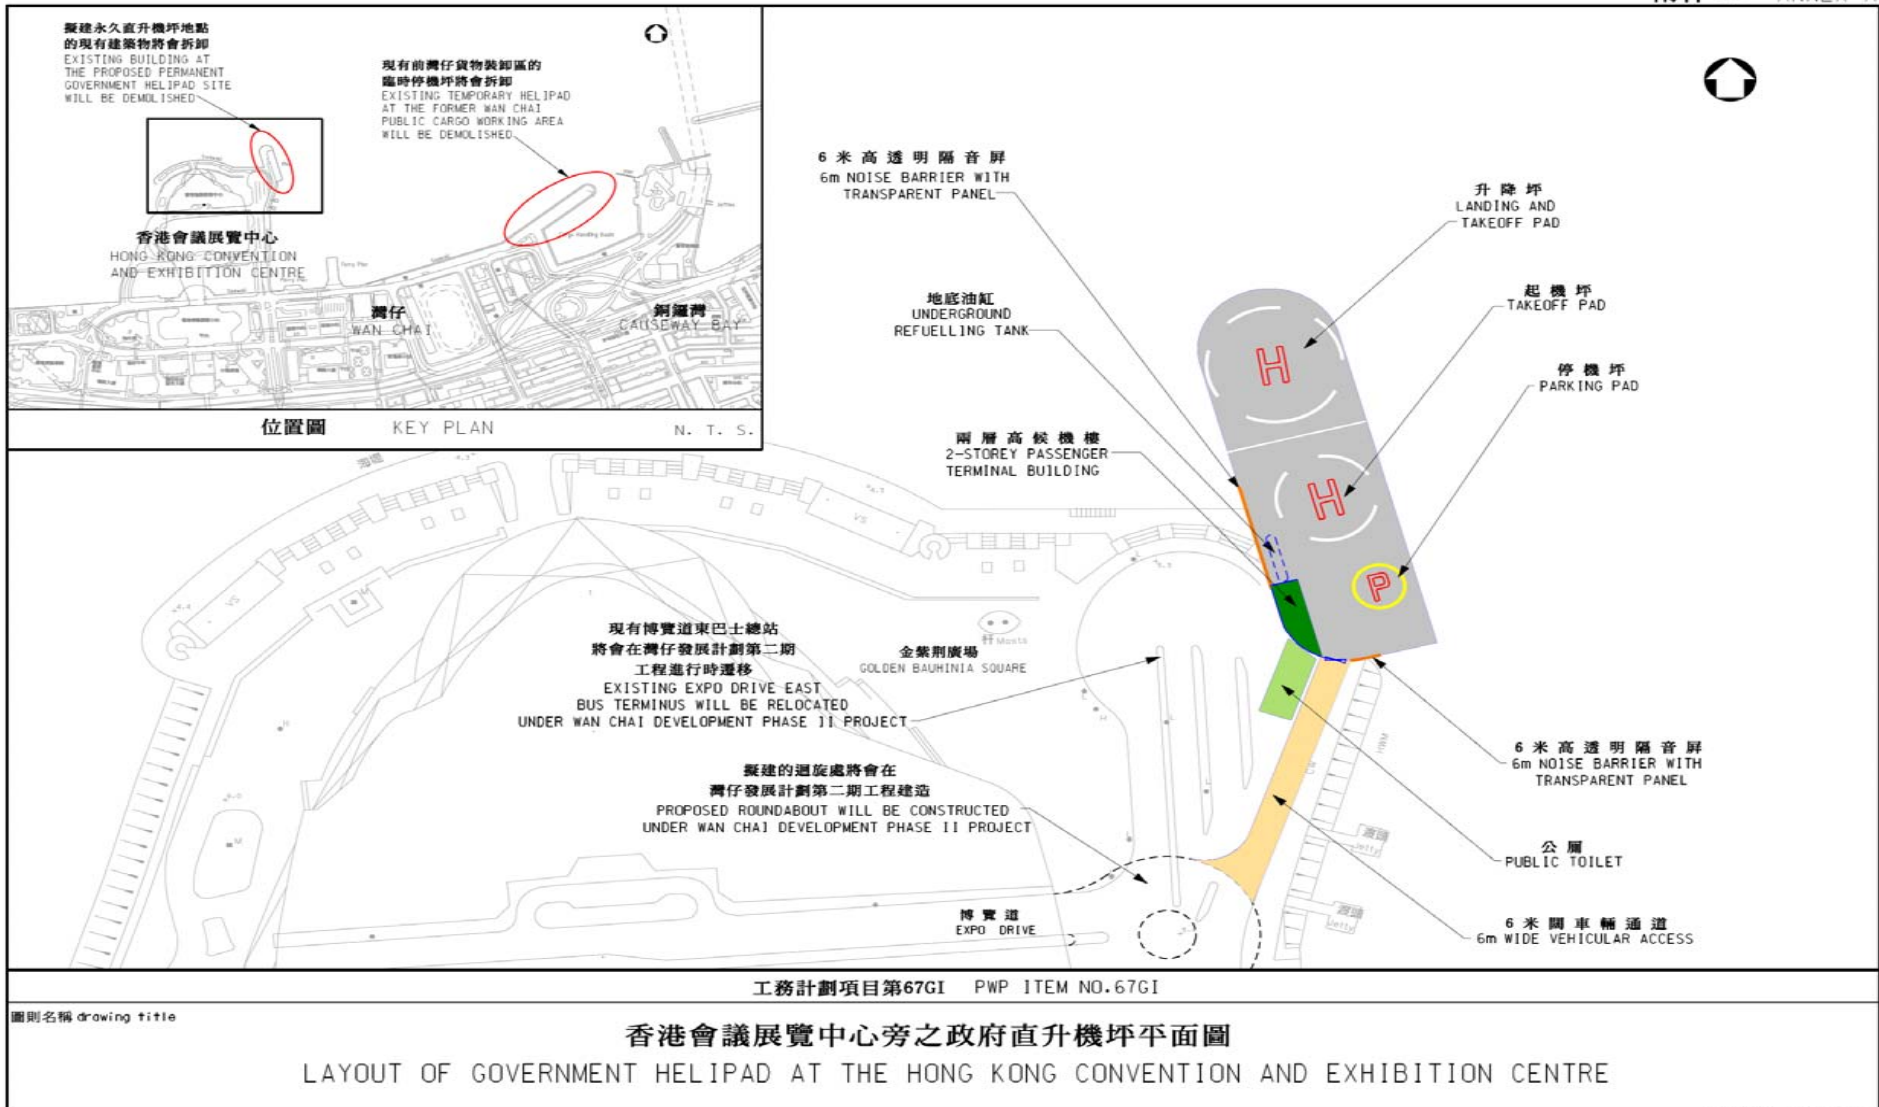 擬建永久直升機坪地點
的現有建築物將會拆卸
EXISTING BUILDING AT
THE PROPOSED PERMANENT
GOVERNMENT HELIPAD SITE
WILL BE DEMOLISHED
現有前灣仔貨物裝卸區的
臨時停機坪將會拆卸
EXISTING TEMPORARY HELIPAD
AT THE FORMER WAN CHAI
PUBLIC CARGO WORKING AREA
WILL BE DEMOLISHED
香港會議展覽中心
HONG KONG CONVENTION
AND EXHIBITION CENTRE
灣仔
WAN CHAI
銅鑼灣
CAUSEWAY BAY
位置圖 KEY PLAN N. T. S.
6 米高透明隔音屏
6m NOISE BARRIER WITH
TRANSPARENT PANEL
升降坪
LANDING AND
TAKEOFF PAD
地底油缸
UNDERGROUND
REFUELLING TANK
起機坪
TAKEOFF PAD
停機坪
PARKING PAD
兩層高候機樓
2-STOREY PASSENGER
TERMINAL BUILDING
H
H
P
現有博覽道東巴士總站
將會在灣仔發展計劃第二期
工程進行時遷移
EXISTING EXPO DRIVE EAST
BUS TERMINUS WILL BE RELOCATED
UNDER WAN CHAI DEVELOPMENT PHASE II PROJECT
Masts
金紫荆廣場
GOLDEN BAUHINIA SQUARE
擬建的迴旋處將會在
灣仔發展計劃第二期工程建造
PROPOSED ROUNDABOUT WILL BE CONSTRUCTED
UNDER WAN CHAI DEVELOPMENT PHASE II PROJECT
6 米高透明隔音屏
6m NOISE BARRIER WITH
TRANSPARENT PANEL
HWM
VS
VS
Jetty
Jetty
公厠
PUBLIC TOILET
博覽道
EXPO DRIVE
6 米闊車輛通道
6m WIDE VEHICULAR ACCESS
工務計劃項目第67GI PWP ITEM NO.67GI
圖則名稱 drawing title
香港會議展覽中心旁之政府直升機坪平面圖
LAYOUT OF GOVERNMENT HELIPAD AT THE HONG KONG CONVENTION AND EXHIBITION CENTRE